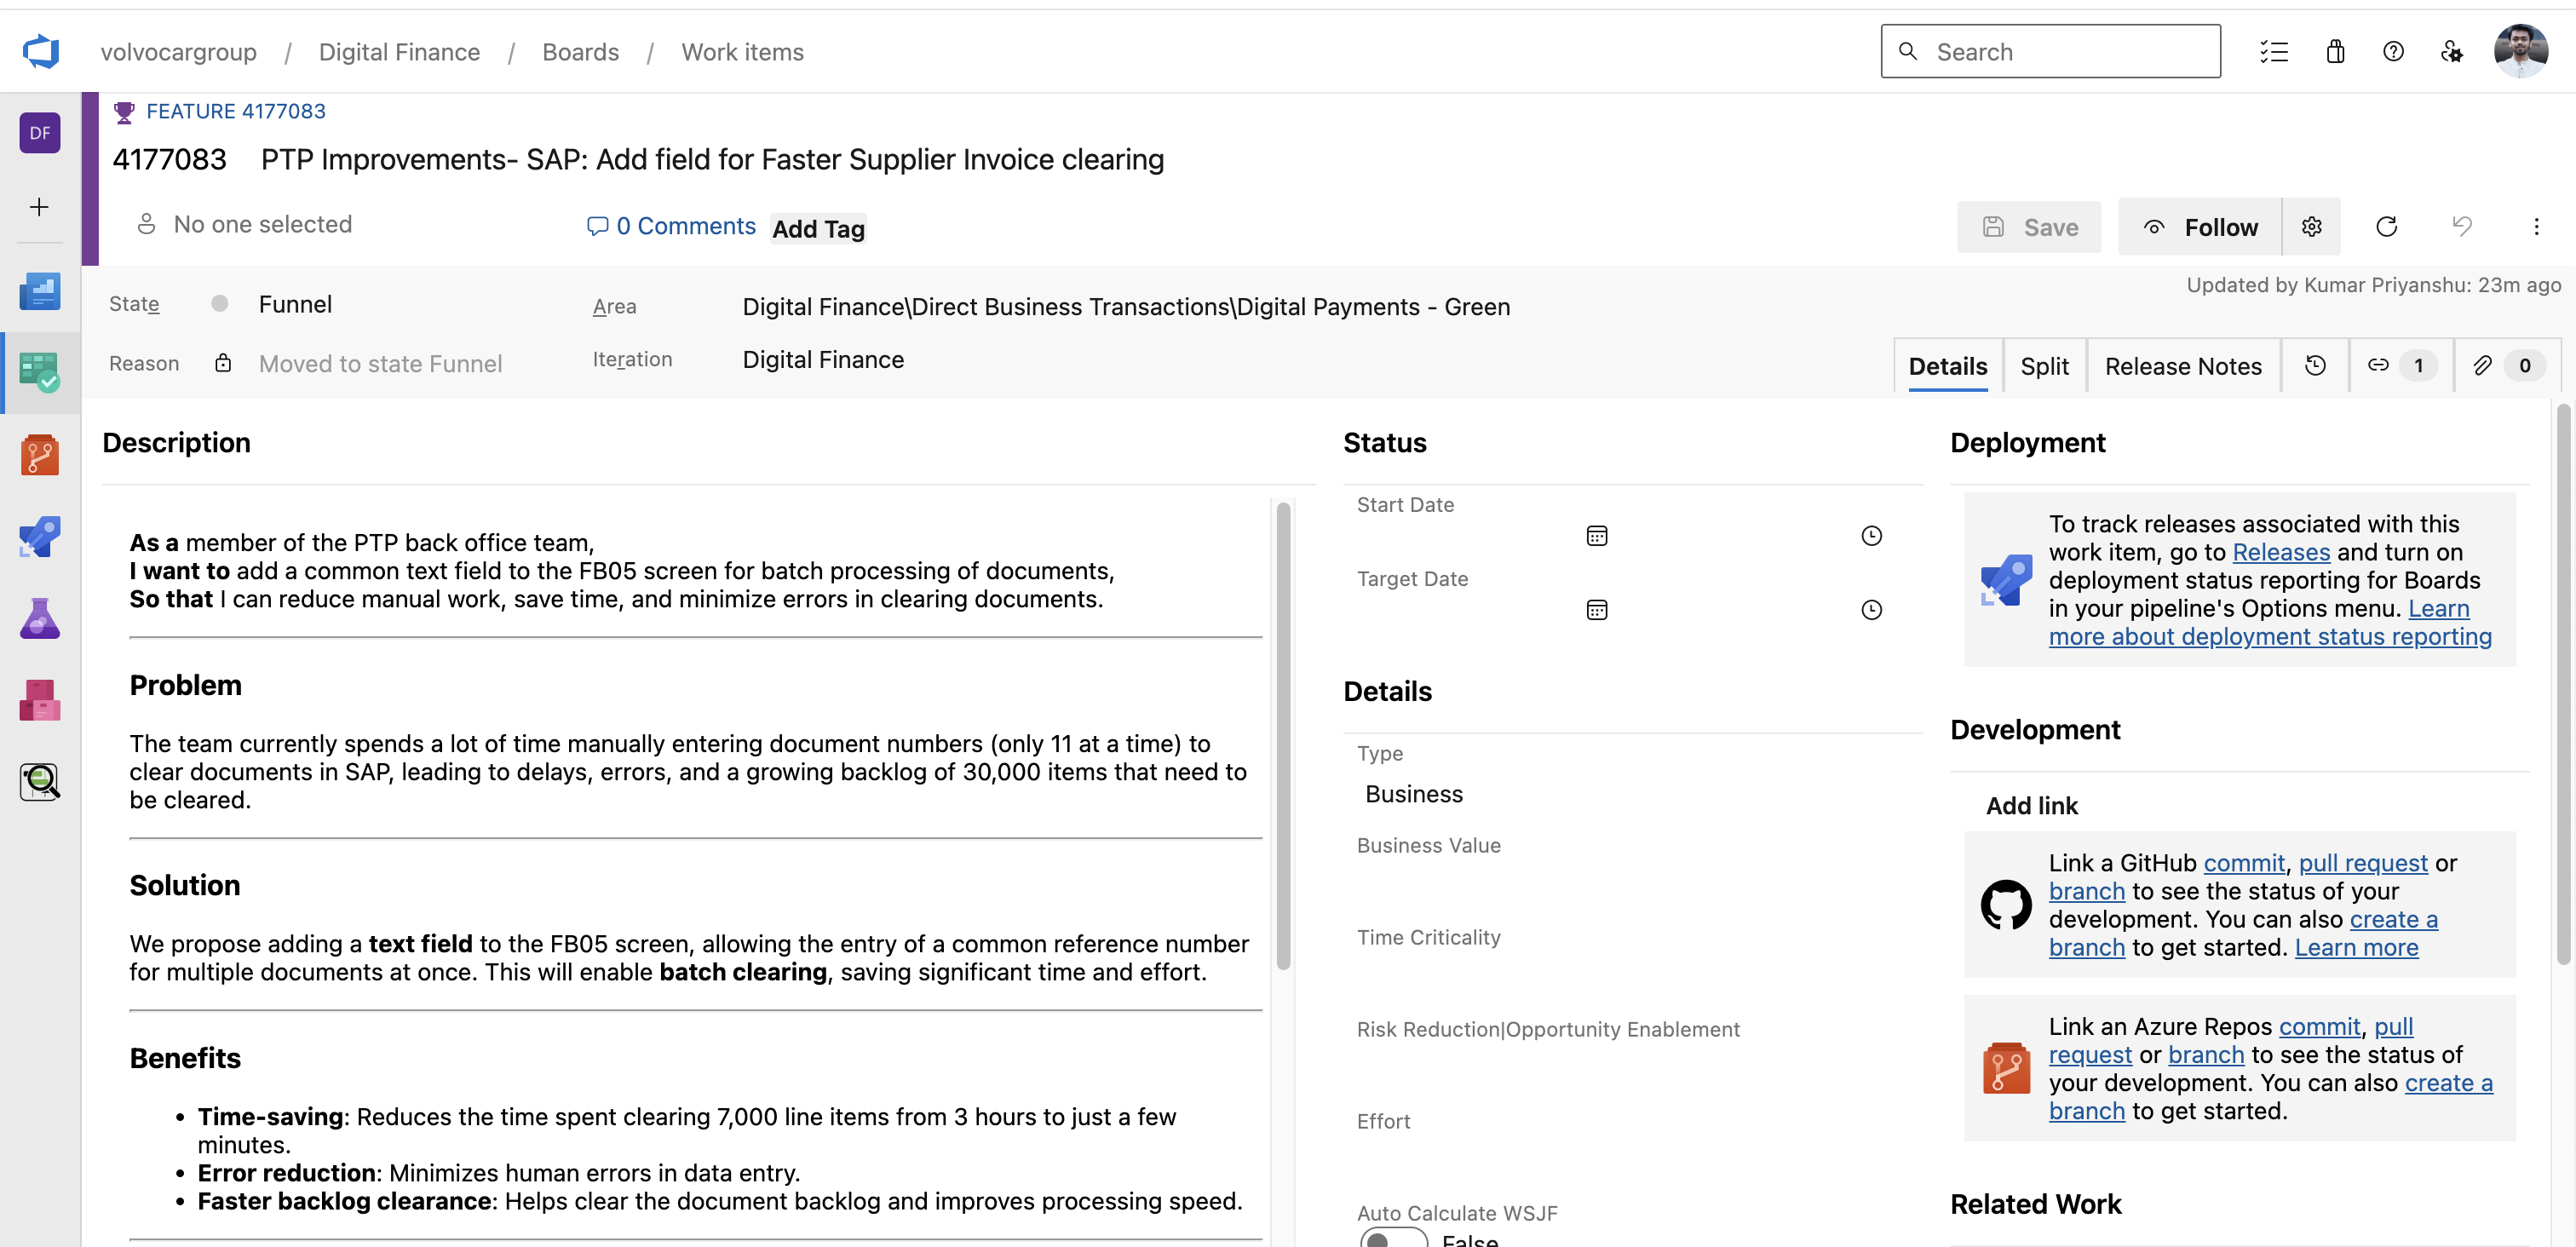 volvocargroup / Digital Finance / Boards / Work items
Search
DF
FEATURE 4177083
4177083 PTP Improvements- SAP: Add field for Faster Supplier Invoice clearing
No one selected
0 Comments
Add Tag
Save
Follow
State
Funnel
Area
Digital Finance\Direct Business Transactions\Digital Payments - Green
Updated by Kumar Priyanshu: 23m ago
Reason
Moved to state Funnel
Iteration
Digital Finance
Details
Split
Release Notes
1
0
Description
As a member of the PTP back office team,
I want to add a common text field to the FB05 screen for batch processing of documents,
So that I can reduce manual work, save time, and minimize errors in clearing documents.
Problem
The team currently spends a lot of time manually entering document numbers (only 11 at a time) to
clear documents in SAP, leading to delays, errors, and a growing backlog of 30,000 items that need to
be cleared.
Solution
We propose adding a text field to the FB05 screen, allowing the entry of a common reference number
for multiple documents at once. This will enable batch clearing, saving significant time and effort.
Benefits
• Time-saving: Reduces the time spent clearing 7,000 line items from 3 hours to just a few
minutes.
• Error reduction: Minimizes human errors in data entry.
• Faster backlog clearance: Helps clear the document backlog and improves processing speed.
Status
Start Date
Target Date
Details
Type
Business
Business Value
Time Criticality
Risk Reduction|Opportunity Enablement
Effort
Auto Calculate WSJF
False
Deployment
To track releases associated with this
work item, go to Releases and turn on
deployment status reporting for Boards
in your pipeline's Options menu. Learn
more about deployment status reporting
Development
Add link
Link a GitHub commit, pull request or
branch to see the status of your
development. You can also create a
branch to get started. Learn more
Link an Azure Repos commit, pull
request or branch to see the status of
your development. You can also create a
branch to get started.
Related Work